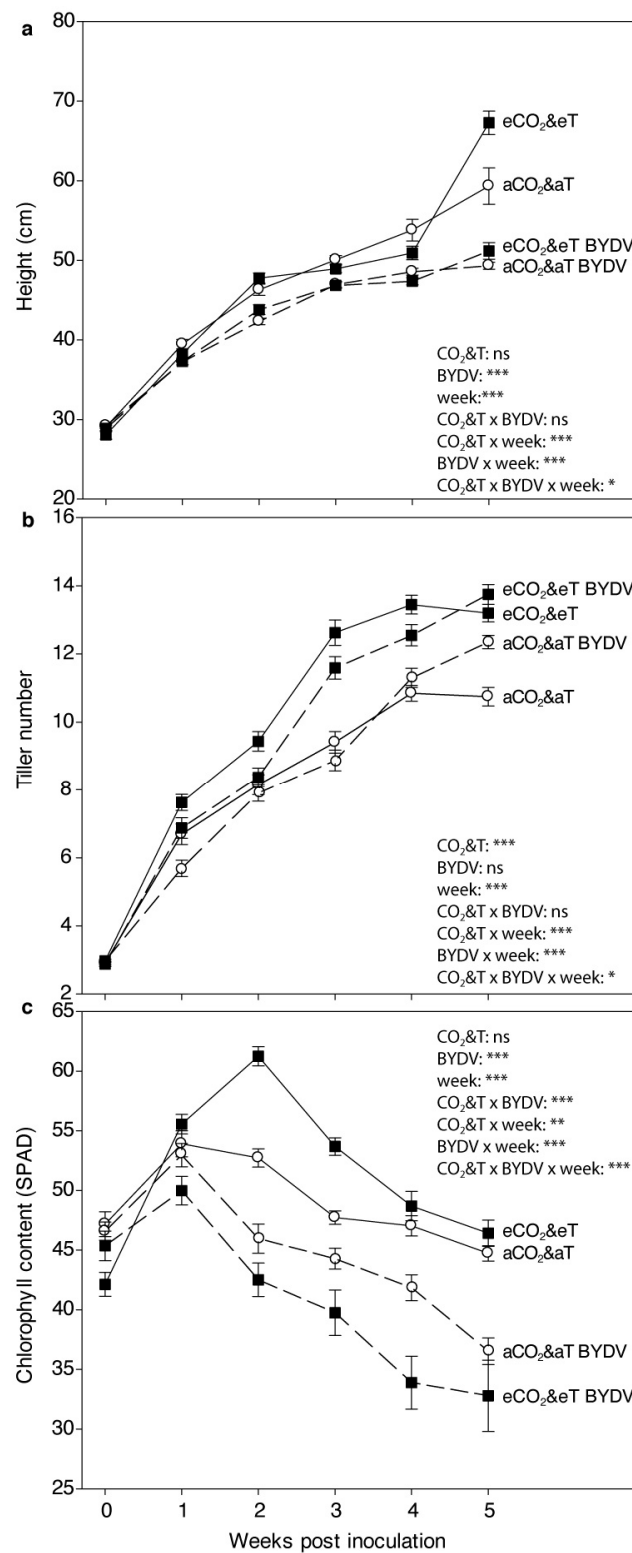 a
80
70
60
50
40
30
20
Height (cm)
eCO₂&eT
aCO₂&aT
eCO₂&eT BYDV
aCO₂&aT BYDV
CO₂&T: ns
BYDV: ***
week:***
CO₂&T x BYDV: ns
CO₂&T x week: ***
BYDV x week: ***
CO₂&T x BYDV x week: *
b
16
14
12
10
8
6
4
2
Tiller number
eCO₂&eT BYDV
eCO₂&eT
aCO₂&aT BYDV
aCO₂&aT
CO₂&T: ***
BYDV: ns
week: ***
CO₂&T x BYDV: ns
CO₂&T x week: ***
BYDV x week: ***
CO₂&T x BYDV x week: *
c
65
60
55
50
45
40
35
30
25
Chlorophyll content (SPAD)
CO₂&T: ns
BYDV: ***
week: ***
CO₂&T x BYDV: ***
CO₂&T x week: **
BYDV x week: ***
CO₂&T x BYDV x week: ***
eCO₂&eT
aCO₂&aT
aCO₂&aT BYDV
eCO₂&eT BYDV
0 1 2 3 4 5
Weeks post inoculation